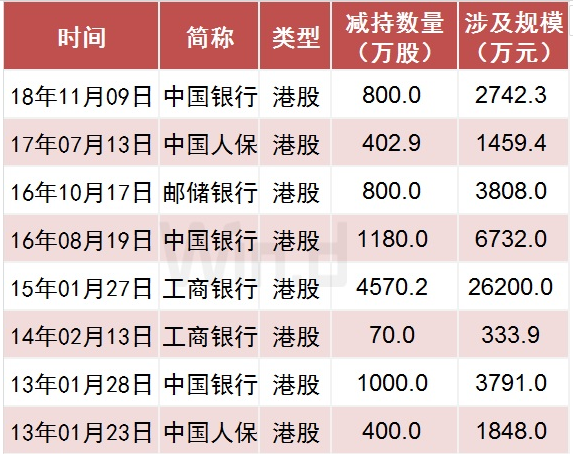 时间 简称 类型 减持数量（万股） 涉及规模（万元）
18年11月09日 中国银行 港股 800.0 2742.3
17年07月13日 中国人保 港股 402.9 1459.4
16年10月17日 邮储银行 港股 800.0 3808.0
16年08月19日 中国银行 港股 1180.0 6732.0
15年01月27日 工商银行 港股 4570.2 26200.0
14年02月13日 工商银行 港股 70.0 333.9
13年01月28日 中国银行 港股 1000.0 3791.0
13年01月23日 中国人保 港股 400.0 1848.0
Win.d